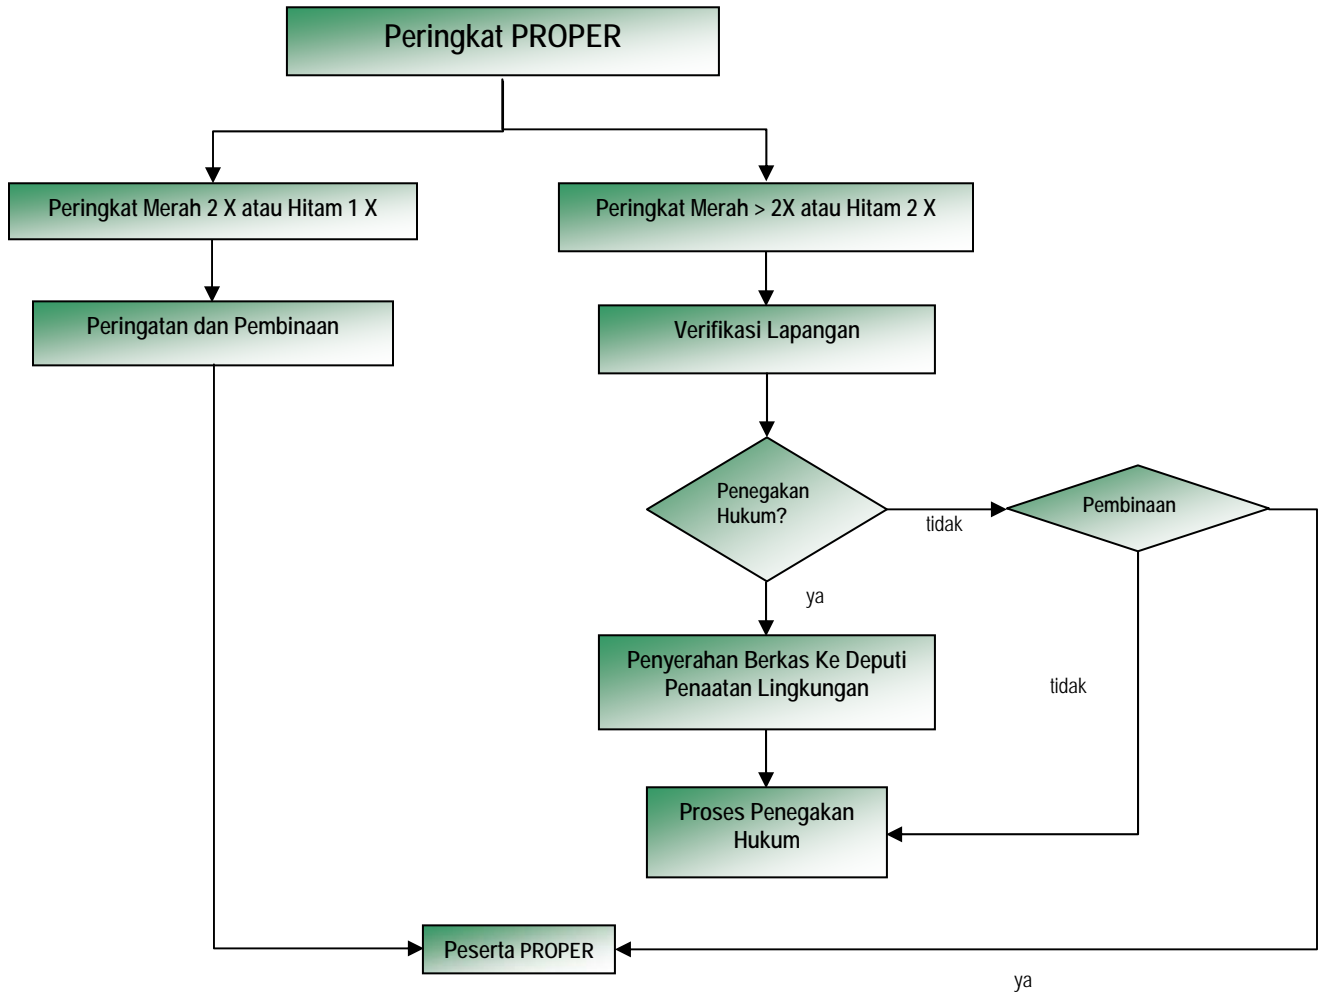 Peringkat PROPER
Peringkat Merah 2 X atau Hitam 1 X
Peringkat Merah > 2X atau Hitam 2 X
Peringatan dan Pembinaan
Verifikasi Lapangan
Penegakan
Hukum?
tidak
Pembinaan
ya
Penyerahan Berkas Ke Deputi
Penaatan Lingkungan
tidak
Proses Penegakan
Hukum
Peserta PROPER
ya